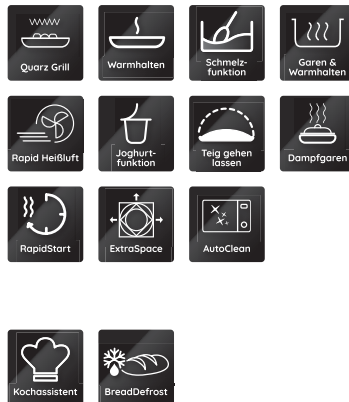 Quarz Grill
Warmhalten
Schmelz-
funktion
Garen &
Warmhalten
Rapid Heißluft
Joghurt-
funktion
Teig gehen
lassen
Dampfgaren
RapidStart
ExtraSpace
AutoClean
Kochassistent
BreadDefrost